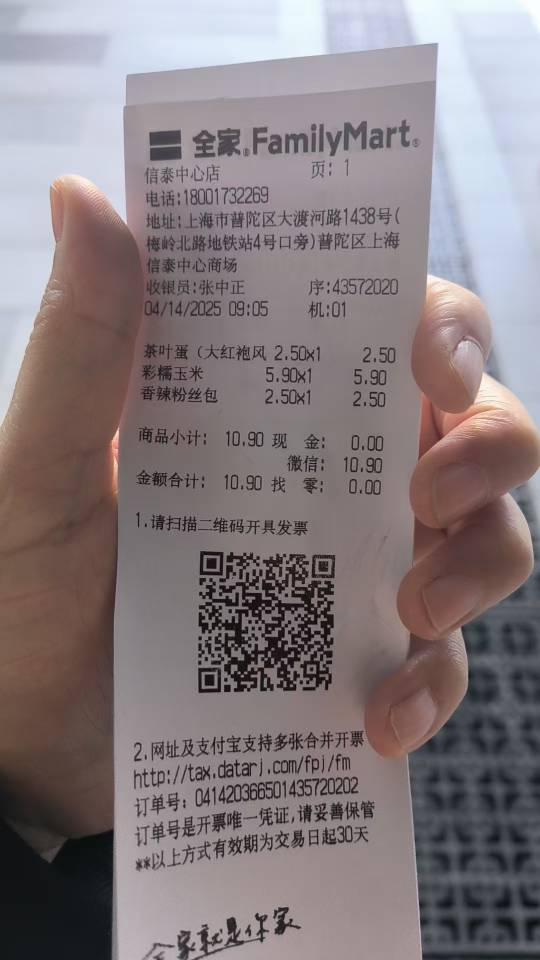 全家 FamilyMart
信泰中心店 页: 1
电话:18001732269
地址:上海市普陀区大渡河路1438号(
梅岭北路地铁站4号口旁)普陀区上海
信泰中心商场
收银员:张中正 序:43572020
04/14/2025 09:05 机:01
茶叶蛋(大红袍风 2.50x1 2.50
彩糯玉米 5.90x1 5.90
香辣粉丝包 2.50x1 2.50
商品小计: 10.90 现 金: 0.00
微信: 10.90
金额合计: 10.90 找 零: 0.00
1.请扫描二维码开具发票
2.网址及支付宝支持多张合并开票
http://tax.datarj.com/fpj/fm
订单号: 041420366501435720202
订单号是开票唯一凭证,请妥善保管
**以上方式有效期为交易日起30天
全家就是你家